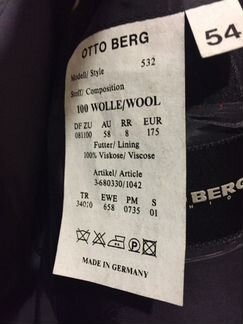 OTTO BERG
54
Modell/ Style 532
Stoff/ Composition
100 WOLLE/WOOL
DF ZU AU RR EUR
081100 58 8 175
Futter/ Lining
100% Viskose/ Viscose
Artikel/ Article
3-680330/1042
TR EWE PM S
34010 658 0735 01
MADE IN GERMANY
BERG